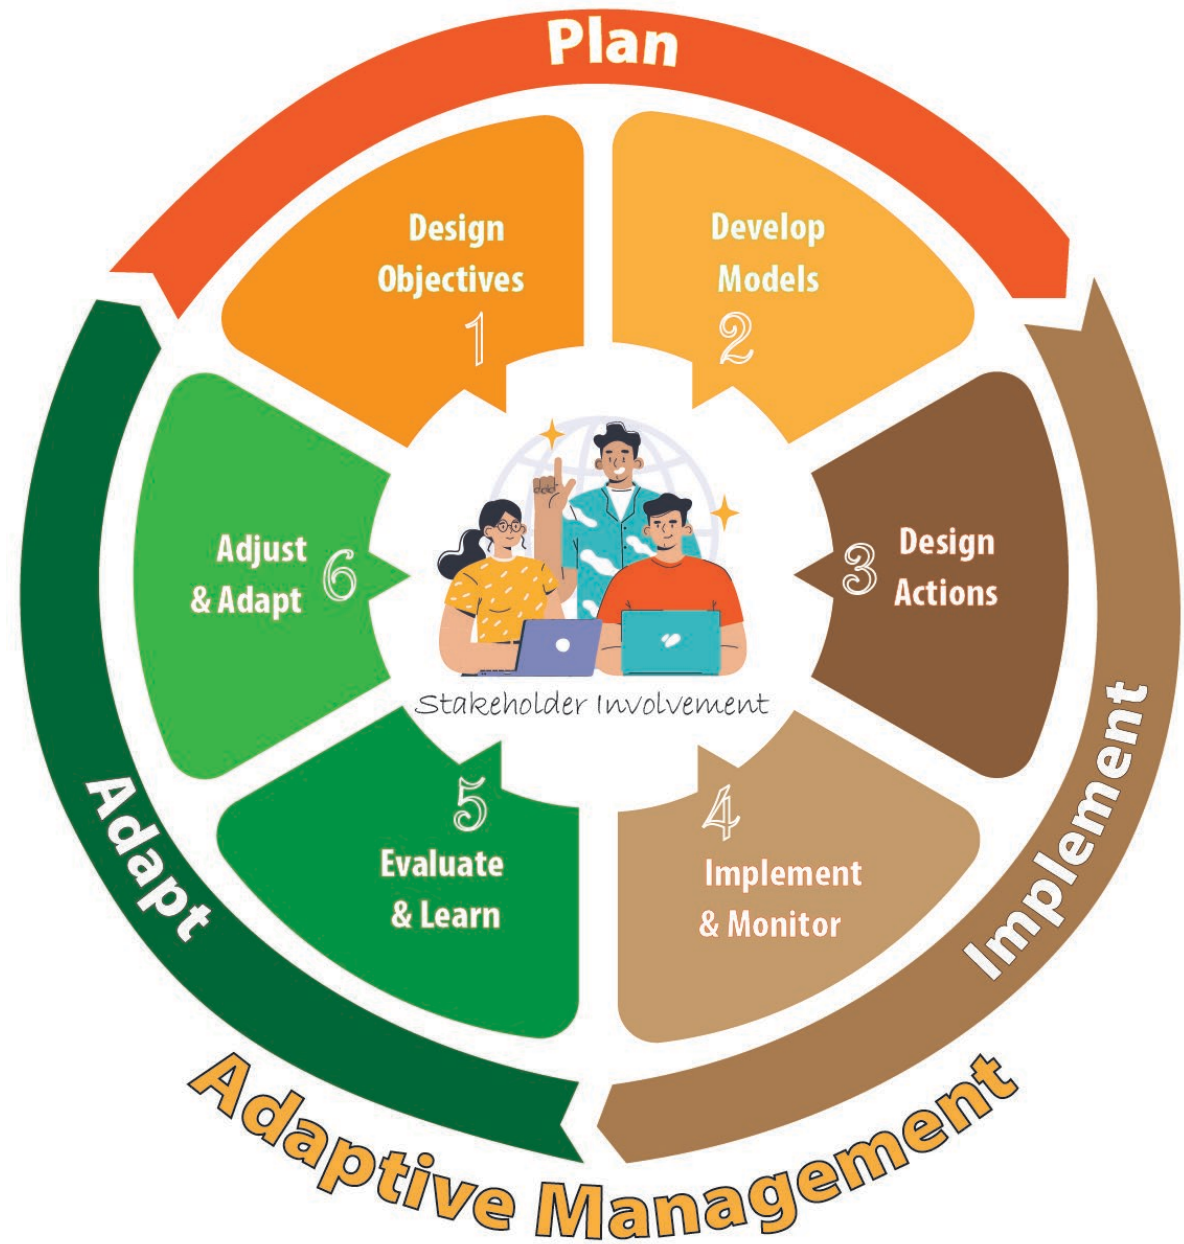 Plan
Design
Objectives
1
Develop
Models
2
3
Design
Actions
4
Implement
& Monitor
5
Evaluate
& Learn
Adjust
& Adapt
6
Stakeholder Involvement
Implement
Adapt
Adaptive Management